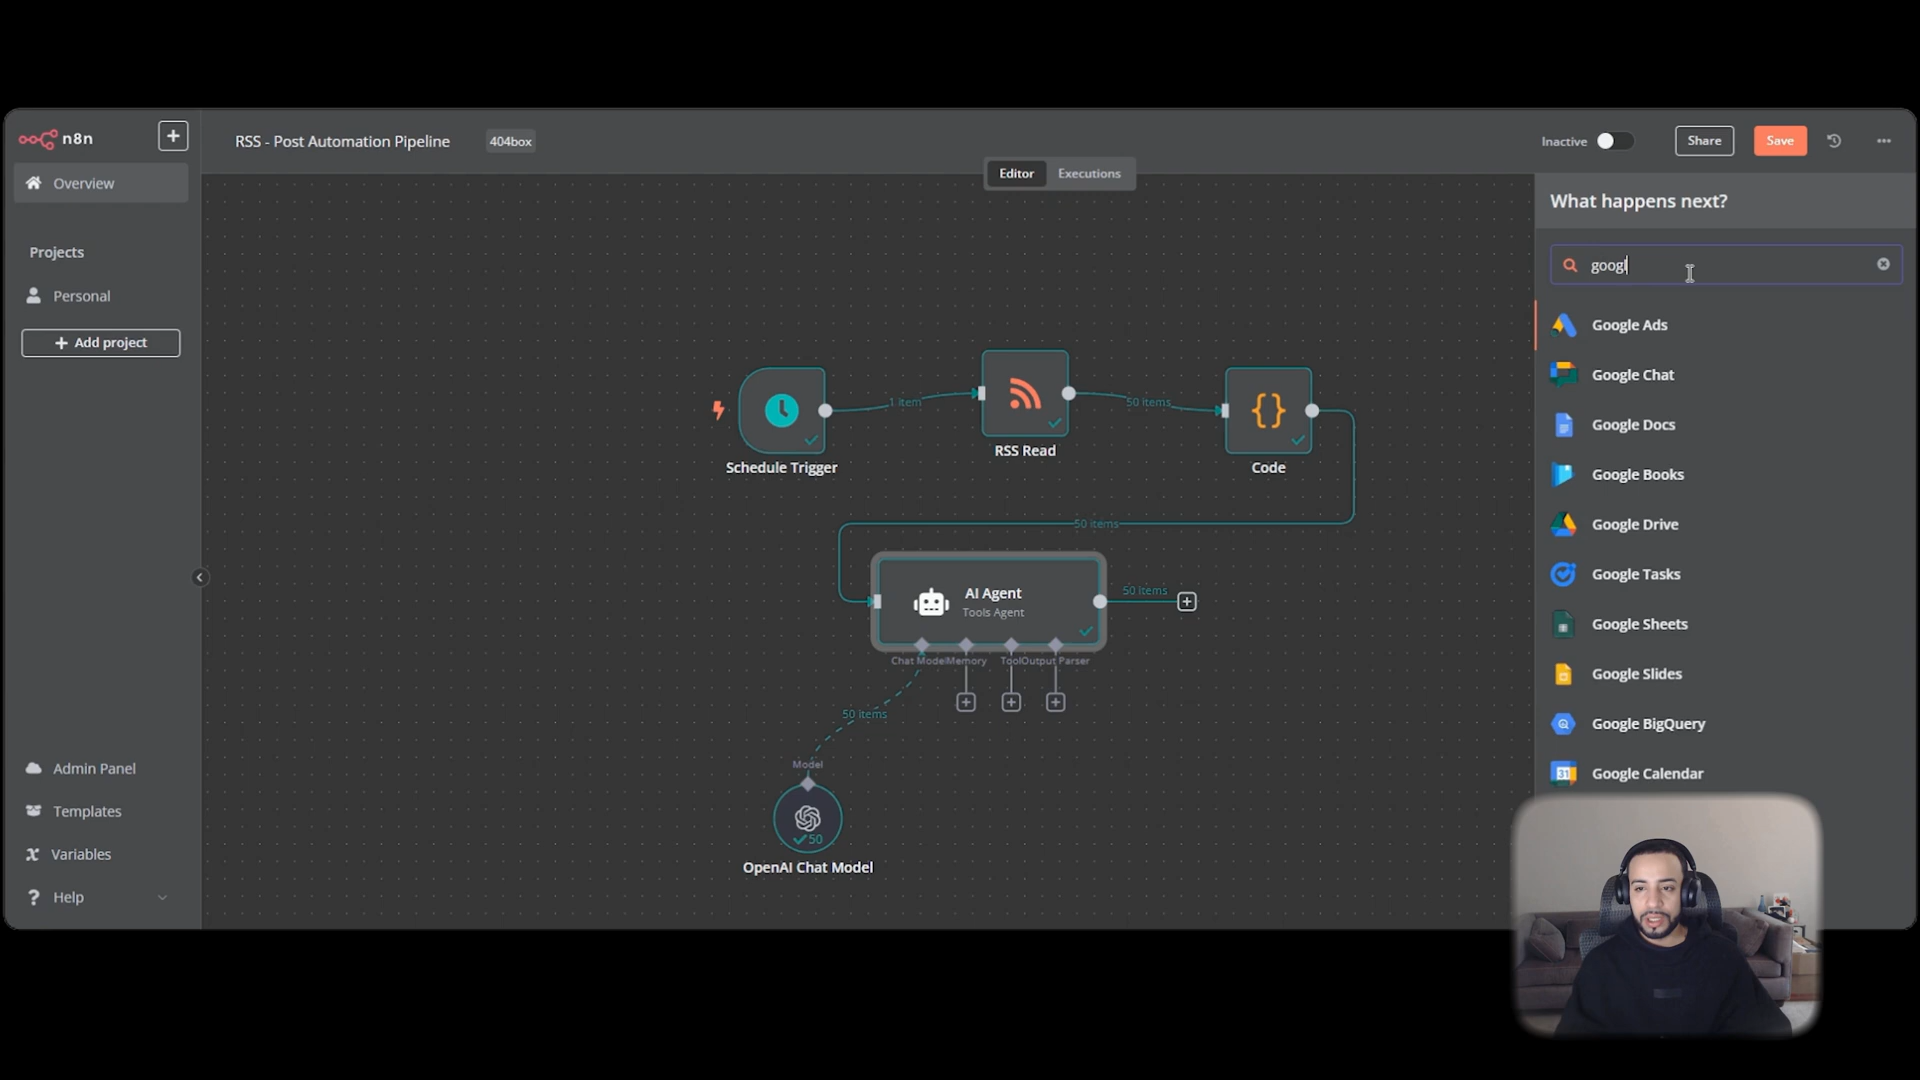 n8n
Overview
Projects
Personal
Add project
Admin Panel
Templates
Variables
Help
RSS - Post Automation Pipeline
404box
Inactive
Share
Save
Editor
Executions
1 item
50 items
Schedule Trigger
RSS Read
{}
Code
50 items
AI Agent
Tools Agent
50 items
Chat Model
Memory
Tool
Output Parser
50 items
Model
50
OpenAI Chat Model
What happens next?
googl
Google Ads
Google Chat
Google Docs
Google Books
Google Drive
Google Tasks
Google Sheets
Google Slides
Google BigQuery
31
Google Calendar